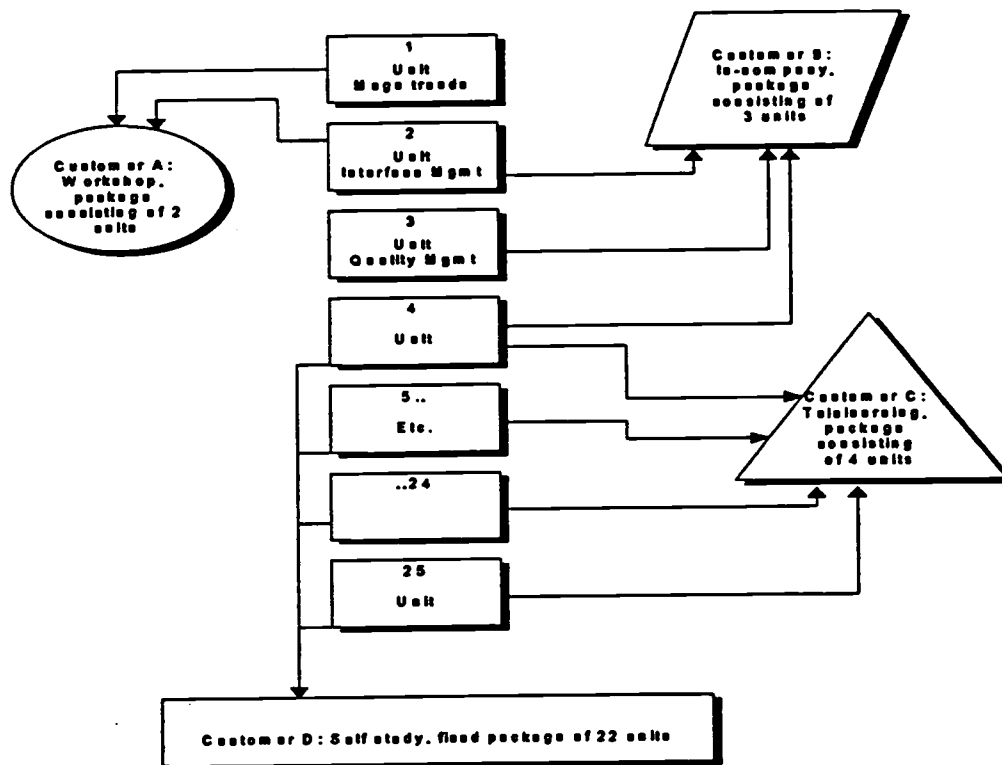 1
Unit
Mega trends
2
Unit
Interface Mgmt
3
Unit
Quality Mgmt
4
Unit
5..
Etc.
..24
25
Unit
Customer A:
Workshop,
package
consisting of 2
units
Customer B:
In-company,
package
consisting of
3 units
Customer C:
Telelearning,
package
consisting
of 4 units
Customer D: Self study, fixed package of 22 units